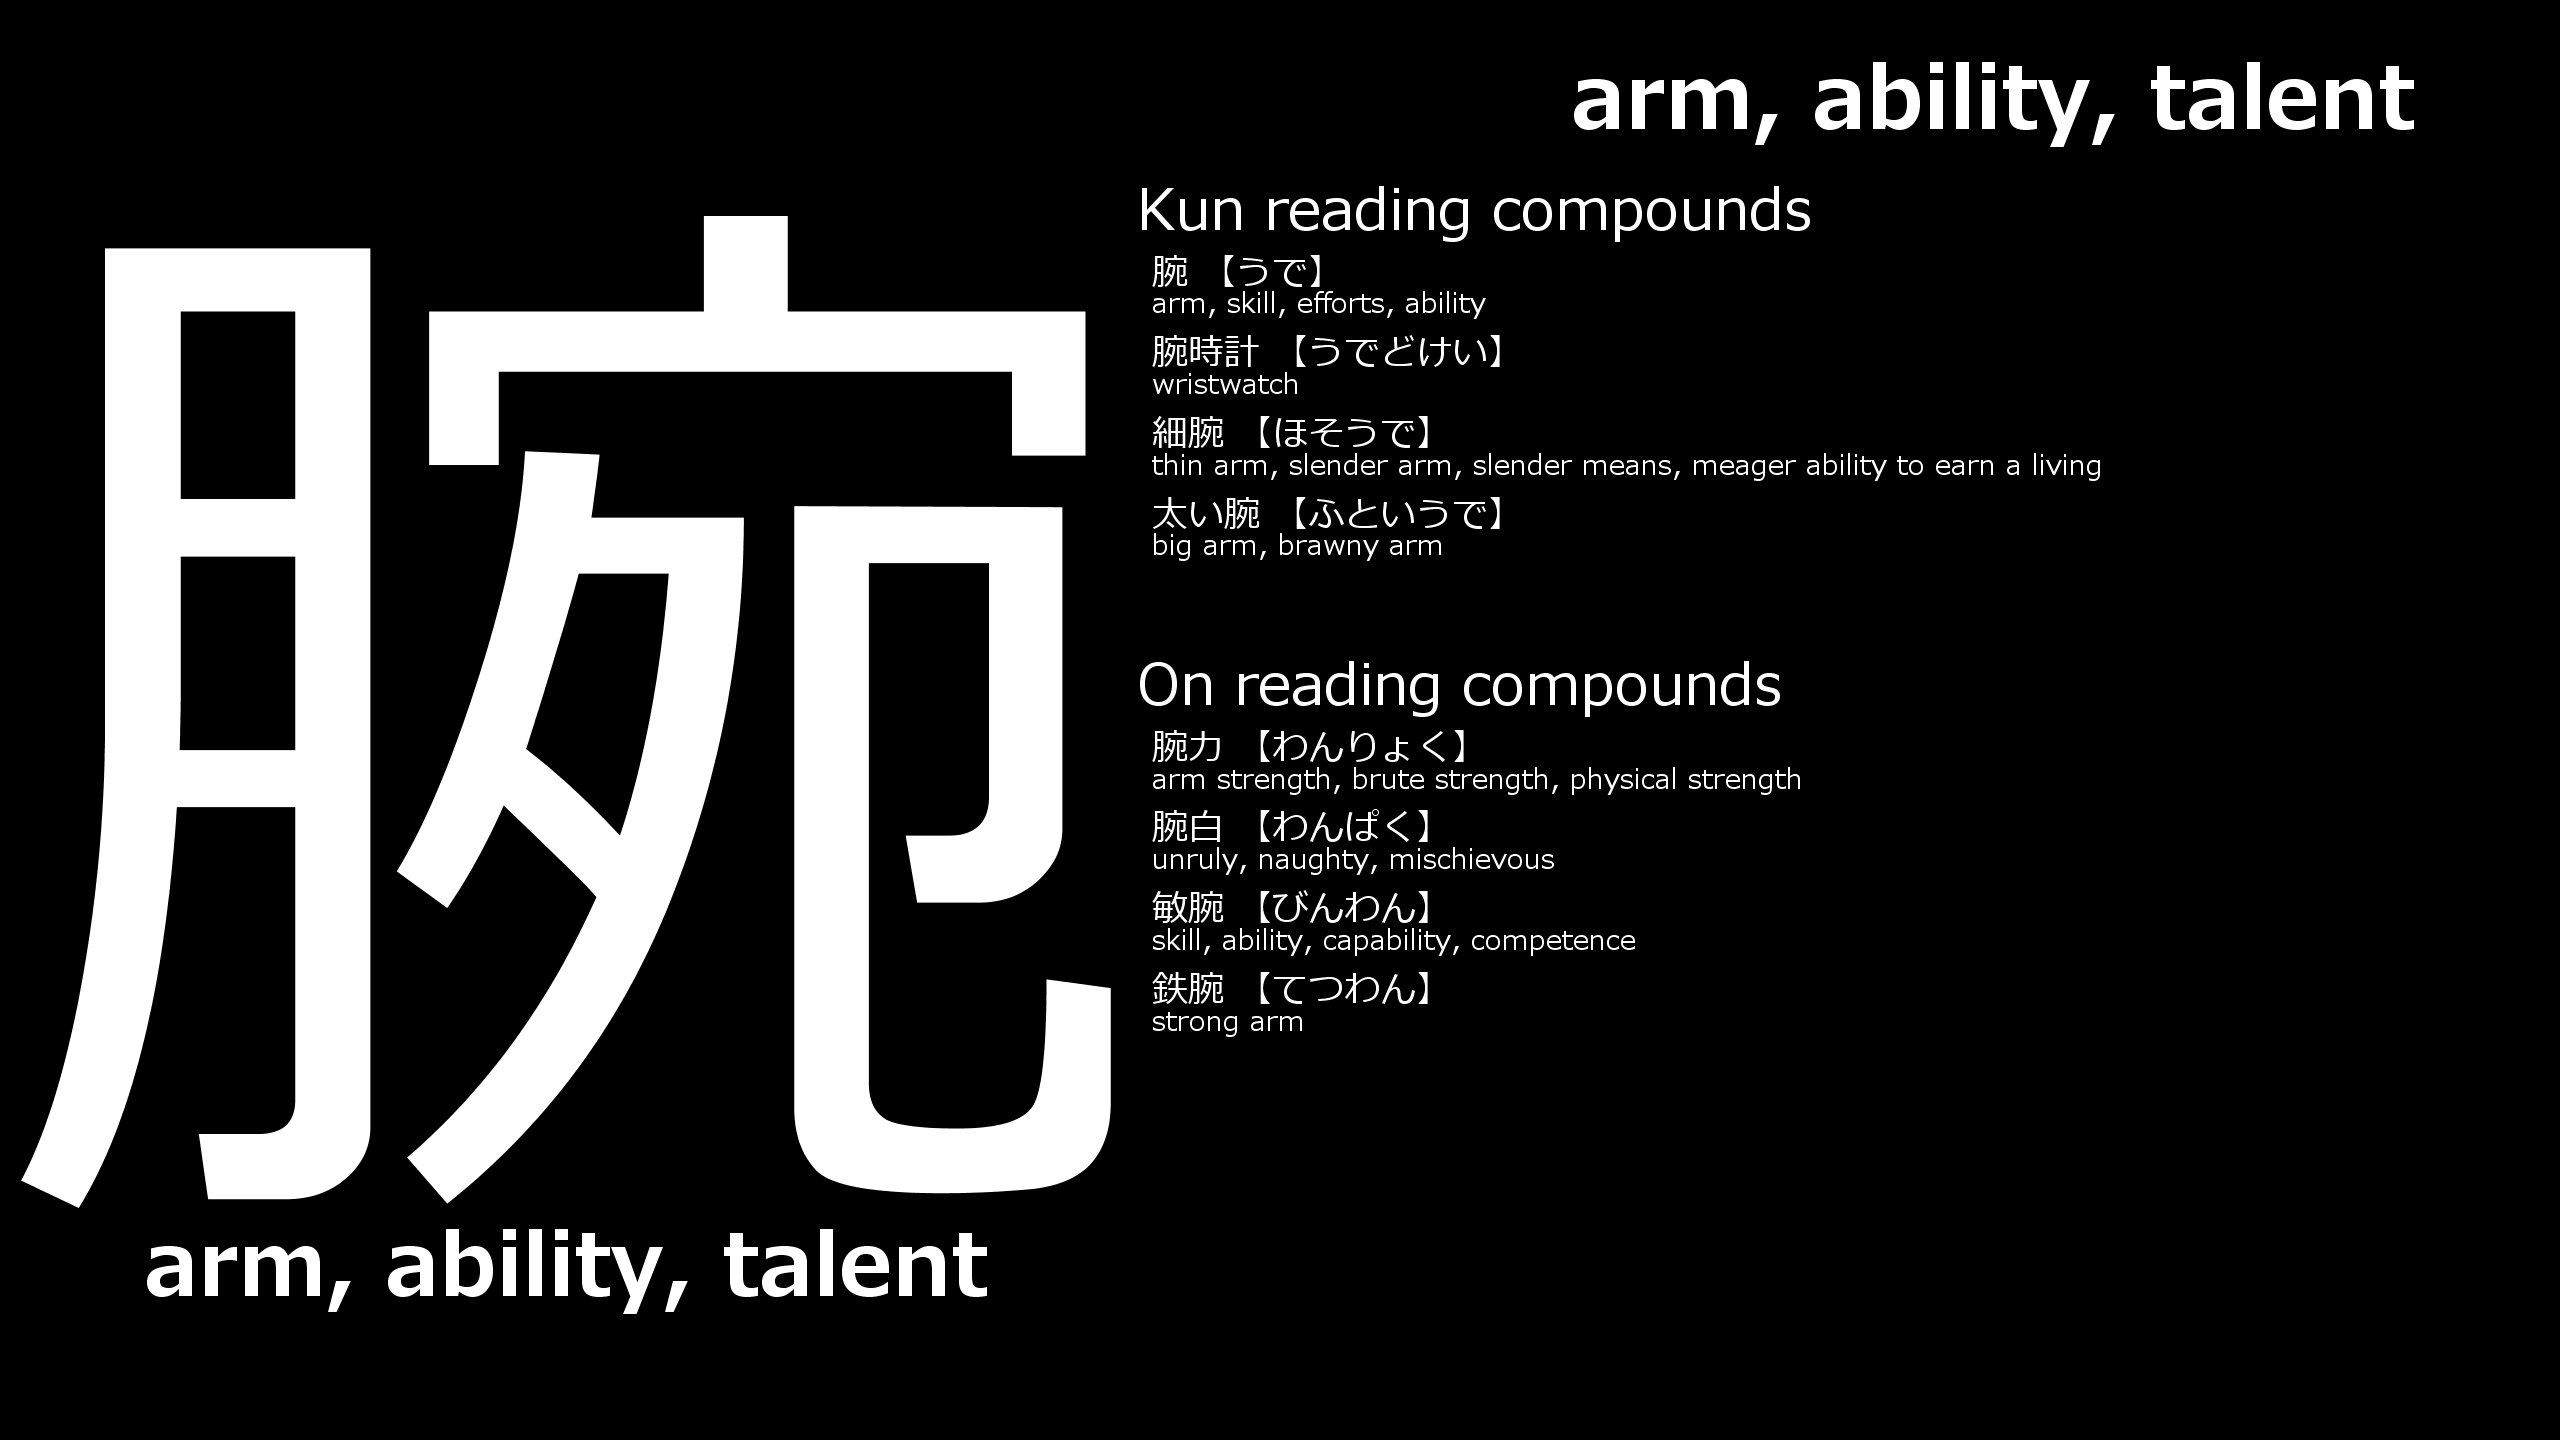 arm, ability, talent
腕
arm, ability, talent
Kun reading compounds
腕 【うで】
arm, skill, efforts, ability
腕時計 【うでどけい】
wristwatch
細腕 【ほそうで】
thin arm, slender arm, slender means, meager ability to earn a living
太い腕 【ふというで】
big arm, brawny arm
On reading compounds
腕力 【わんりょく】
arm strength, brute strength, physical strength
腕白 【わんぱく】
unruly, naughty, mischievous
敏腕 【びんわん】
skill, ability, capability, competence
鉄腕 【てつわん】
strong arm